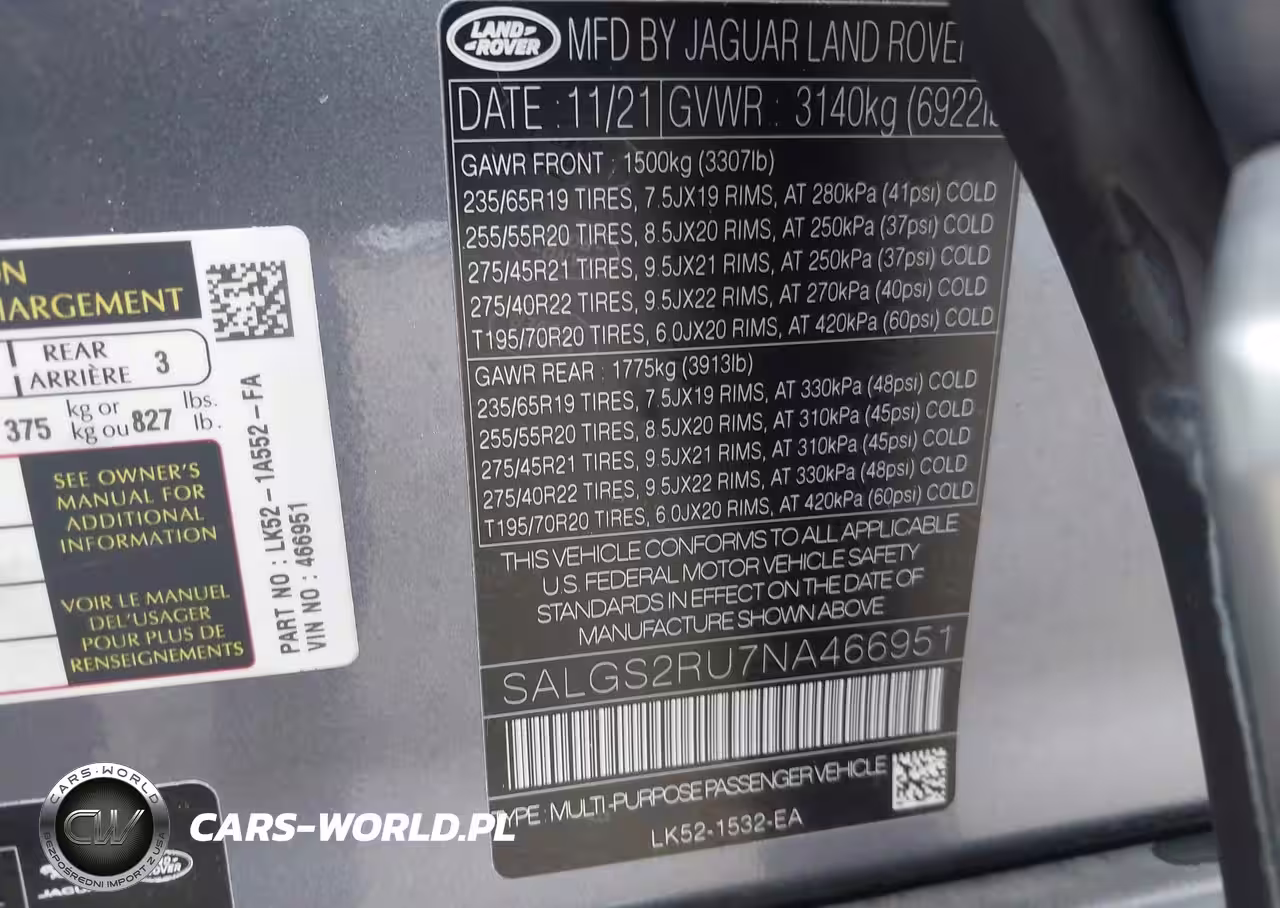 LAND ROVER MFD BY JAGUAR LAND ROVE
DATE : 11/21 GVWR : 3140kg (6922lb
GAWR FRONT : 1500kg (3307lb)
235/65R19 TIRES, 7.5JX19 RIMS, AT 280kPa (41psi) COLD
255/55R20 TIRES, 8.5JX20 RIMS, AT 250kPa (37psi) COLD
275/45R21 TIRES, 9.5JX21 RIMS, AT 250kPa (37psi) COLD
275/40R22 TIRES, 9.5JX22 RIMS, AT 270kPa (40psi) COLD
T195/70R20 TIRES, 6.0JX20 RIMS, AT 420kPa (60psi) COLD
GAWR REAR : 1775kg (3913lb)
235/65R19 TIRES, 7.5JX19 RIMS, AT 330kPa (48psi) COLD
255/55R20 TIRES, 8.5JX20 RIMS, AT 310kPa (45psi) COLD
275/45R21 TIRES, 9.5JX21 RIMS, AT 310kPa (45psi) COLD
275/40R22 TIRES, 9.5JX22 RIMS, AT 330kPa (48psi) COLD
T195/70R20 TIRES, 6.0JX20 RIMS, AT 420kPa (60psi) COLD
THIS VEHICLE CONFORMS TO ALL APPLICABLE
U.S. FEDERAL MOTOR VEHICLE SAFETY
STANDARDS IN EFFECT ON THE DATE OF
MANUFACTURE SHOWN ABOVE
SALGS2RU7NA466951
TYPE : MULTI-PURPOSE PASSENGER VEHICLE
LK52-1532-EA
ON
HARGEMENT
REAR
ARRIÈRE 3
375 kg or 827 lbs.
kg ou lb.
SEE OWNER'S
MANUAL FOR
ADDITIONAL
INFORMATION
VOIR LE MANUEL
DEL'USAGER
POUR PLUS DE
RENSEIGNEMENTS
PART NO : LK52-1A552-FA
VIN NO : 466951
CARS-WORLD
CW
BEZPOŚREDNI IMPORT Z USA
CARS-WORLD.PL